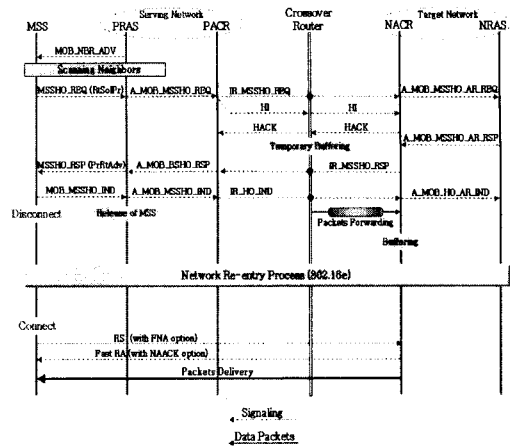 Serving Network
Crossover
Router
Target Network
MSS
PRAS
PACR
NACR
NRAS
MOB_NBR_ADV
Scanning Neighbors
MSSHO_REQ (RtSolPr)
A_MOB_MSSHO_REQ
IR_MSSHO_REQ
A_MOB_MSSHO_AR_REQ
HI
HI
HACK
HACK
A_MOB_MSSHO_AR_RSP
Temporary Buffering
MSSHO_RSP (PrRtAdv)
A_MOB_BSHO_RSP
IR_MSSHO_RSP
MOB_MSSHO_IND
A_MOB_MSSHO_IND
IR_HO_IND
A_MOB_HO_AR_IND
Disconnect
Release of MSS
Packets Forwarding
Buffering
Network Re-entry Process (802.16e)
Connect
RS (with FNA option)
Fast RA (with NAACK option)
Packets Delivery
Signaling
Data Packets